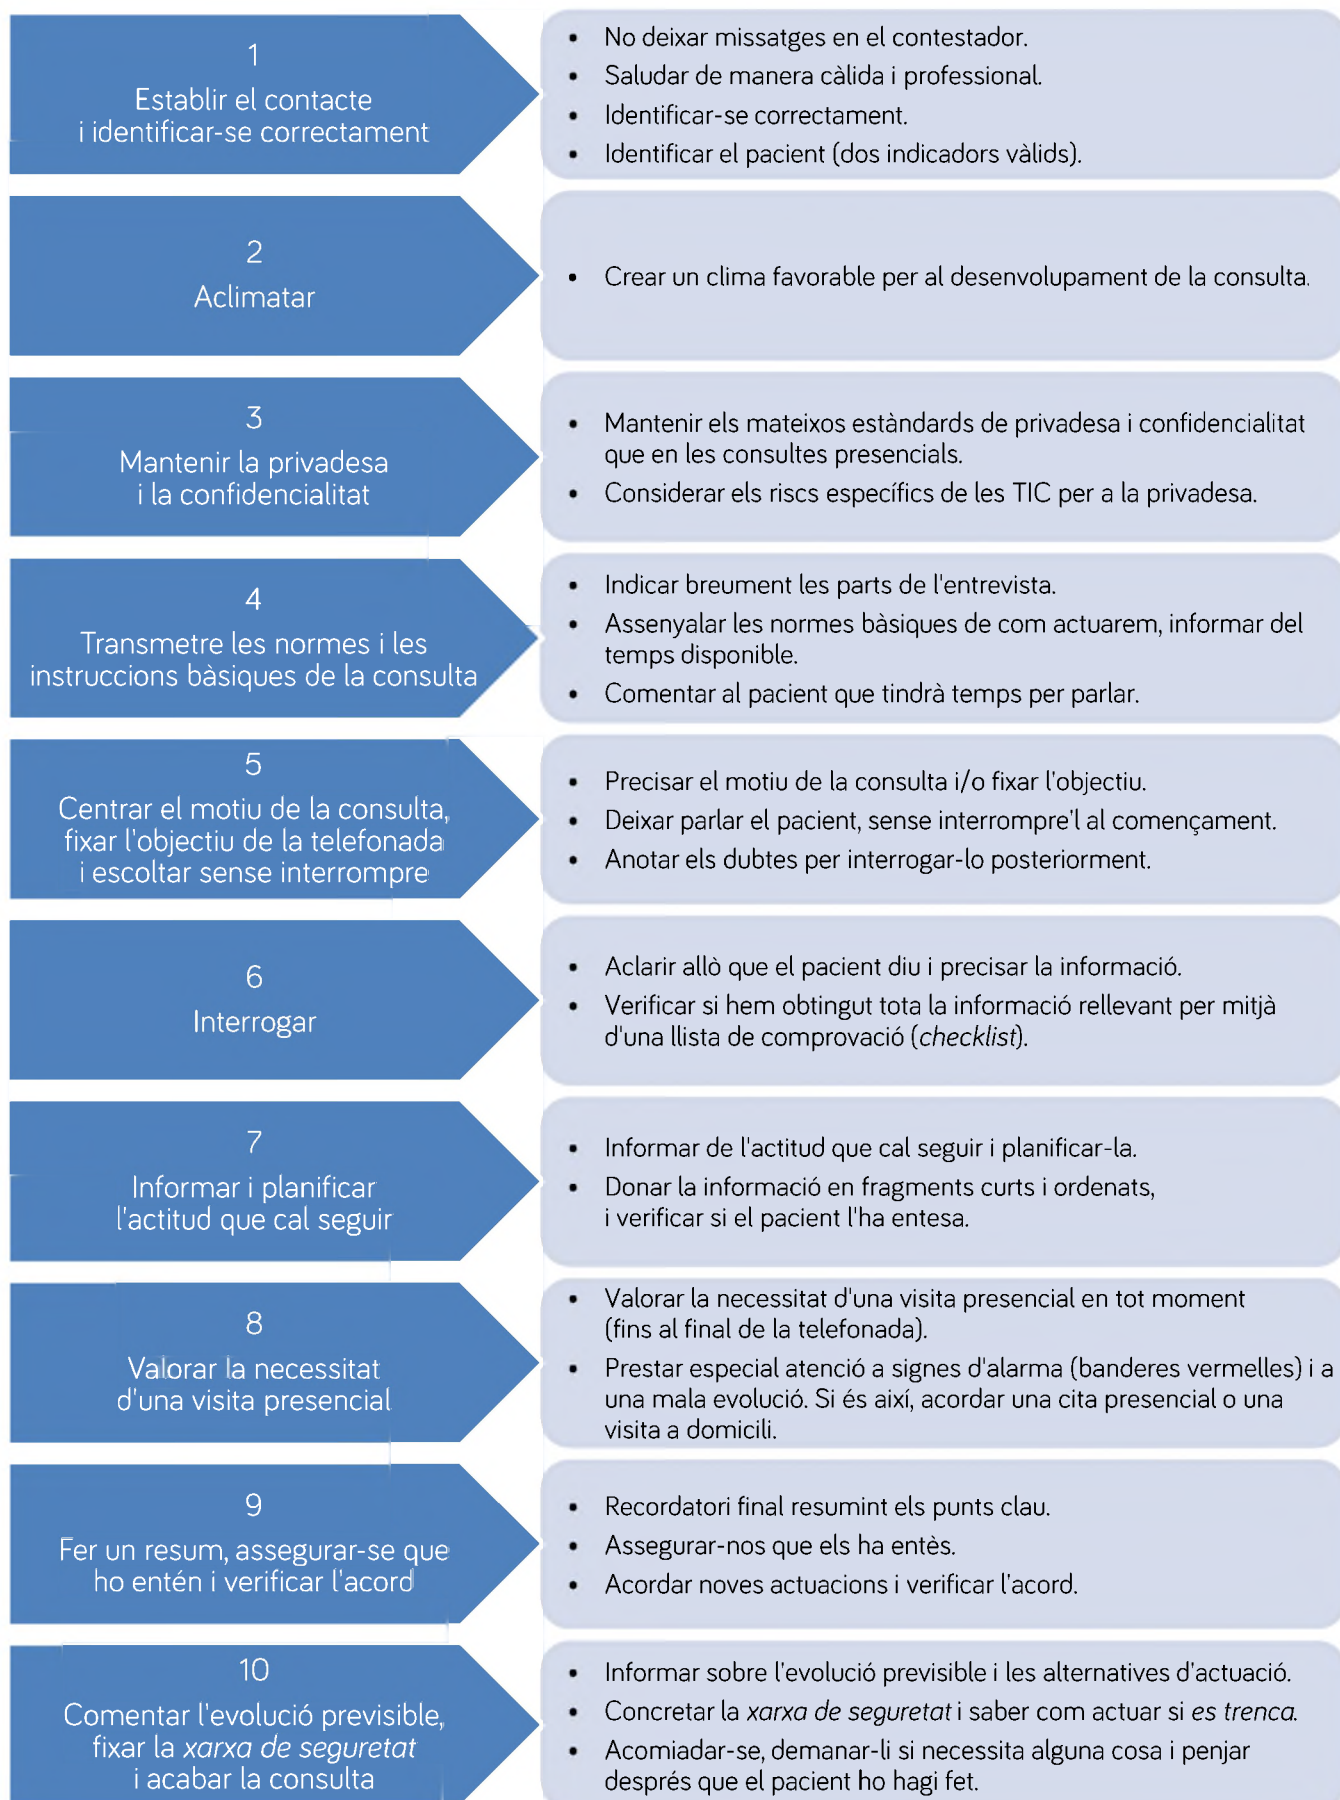 1
Establir el contacte
i identificar-se correctament
• No deixar missatges en el contestador.
• Saludar de manera càlida i professional.
• Identificar-se correctament.
• Identificar el pacient (dos indicadors vàlids).
2
Aclimatar
• Crear un clima favorable per al desenvolupament de la consulta.
3
Mantenir la privadesa
i la confidencialitat
• Mantenir els mateixos estàndards de privadesa i confidencialitat
que en les consultes presencials.
• Considerar els riscs específics de les TIC per a la privadesa.
4
Transmetre les normes i les
instruccions bàsiques de la consulta
• Indicar breument les parts de l'entrevista.
• Assenyalar les normes bàsiques de com actuarem, informar del
temps disponible.
• Comentar al pacient que tindrà temps per parlar.
5
Centrar el motiu de la consulta,
fixar l'objectiu de la telefonada
i escoltar sense interrompre
• Precisar el motiu de la consulta i/o fixar l'objectiu.
• Deixar parlar el pacient, sense interrompre'l al començament.
• Anotar els dubtes per interrogar-lo posteriorment.
6
Interrogar
• Aclarir allò que el pacient diu i precisar la informació.
• Verificar si hem obtingut tota la informació rellevant per mitjà
d'una llista de comprovació (checklist).
7
Informar i planificar
l'actitud que cal seguir
• Informar de l'actitud que cal seguir i planificar-la.
• Donar la informació en fragments curts i ordenats,
i verificar si el pacient l'ha entesa.
8
Valorar la necessitat
d'una visita presencial
• Valorar la necessitat d'una visita presencial en tot moment
(fins al final de la telefonada).
• Prestar especial atenció a signes d'alarma (banderes vermelles) i a
una mala evolució. Si és així, acordar una cita presencial o una
visita a domicili.
9
Fer un resum, assegurar-se que
ho entén i verificar l'acord
• Recordatori final resumint els punts clau.
• Assegurar-nos que els ha entès.
• Acordar noves actuacions i verificar l'acord.
10
Comentar l'evolució previsible,
fixar la xarxa de seguretat
i acabar la consulta
• Informar sobre l'evolució previsible i les alternatives d'actuació.
• Concretar la xarxa de seguretat i saber com actuar si es trenca.
• Acomiadar-se, demanar-li si necessita alguna cosa i penjar
després que el pacient ho hagi fet.